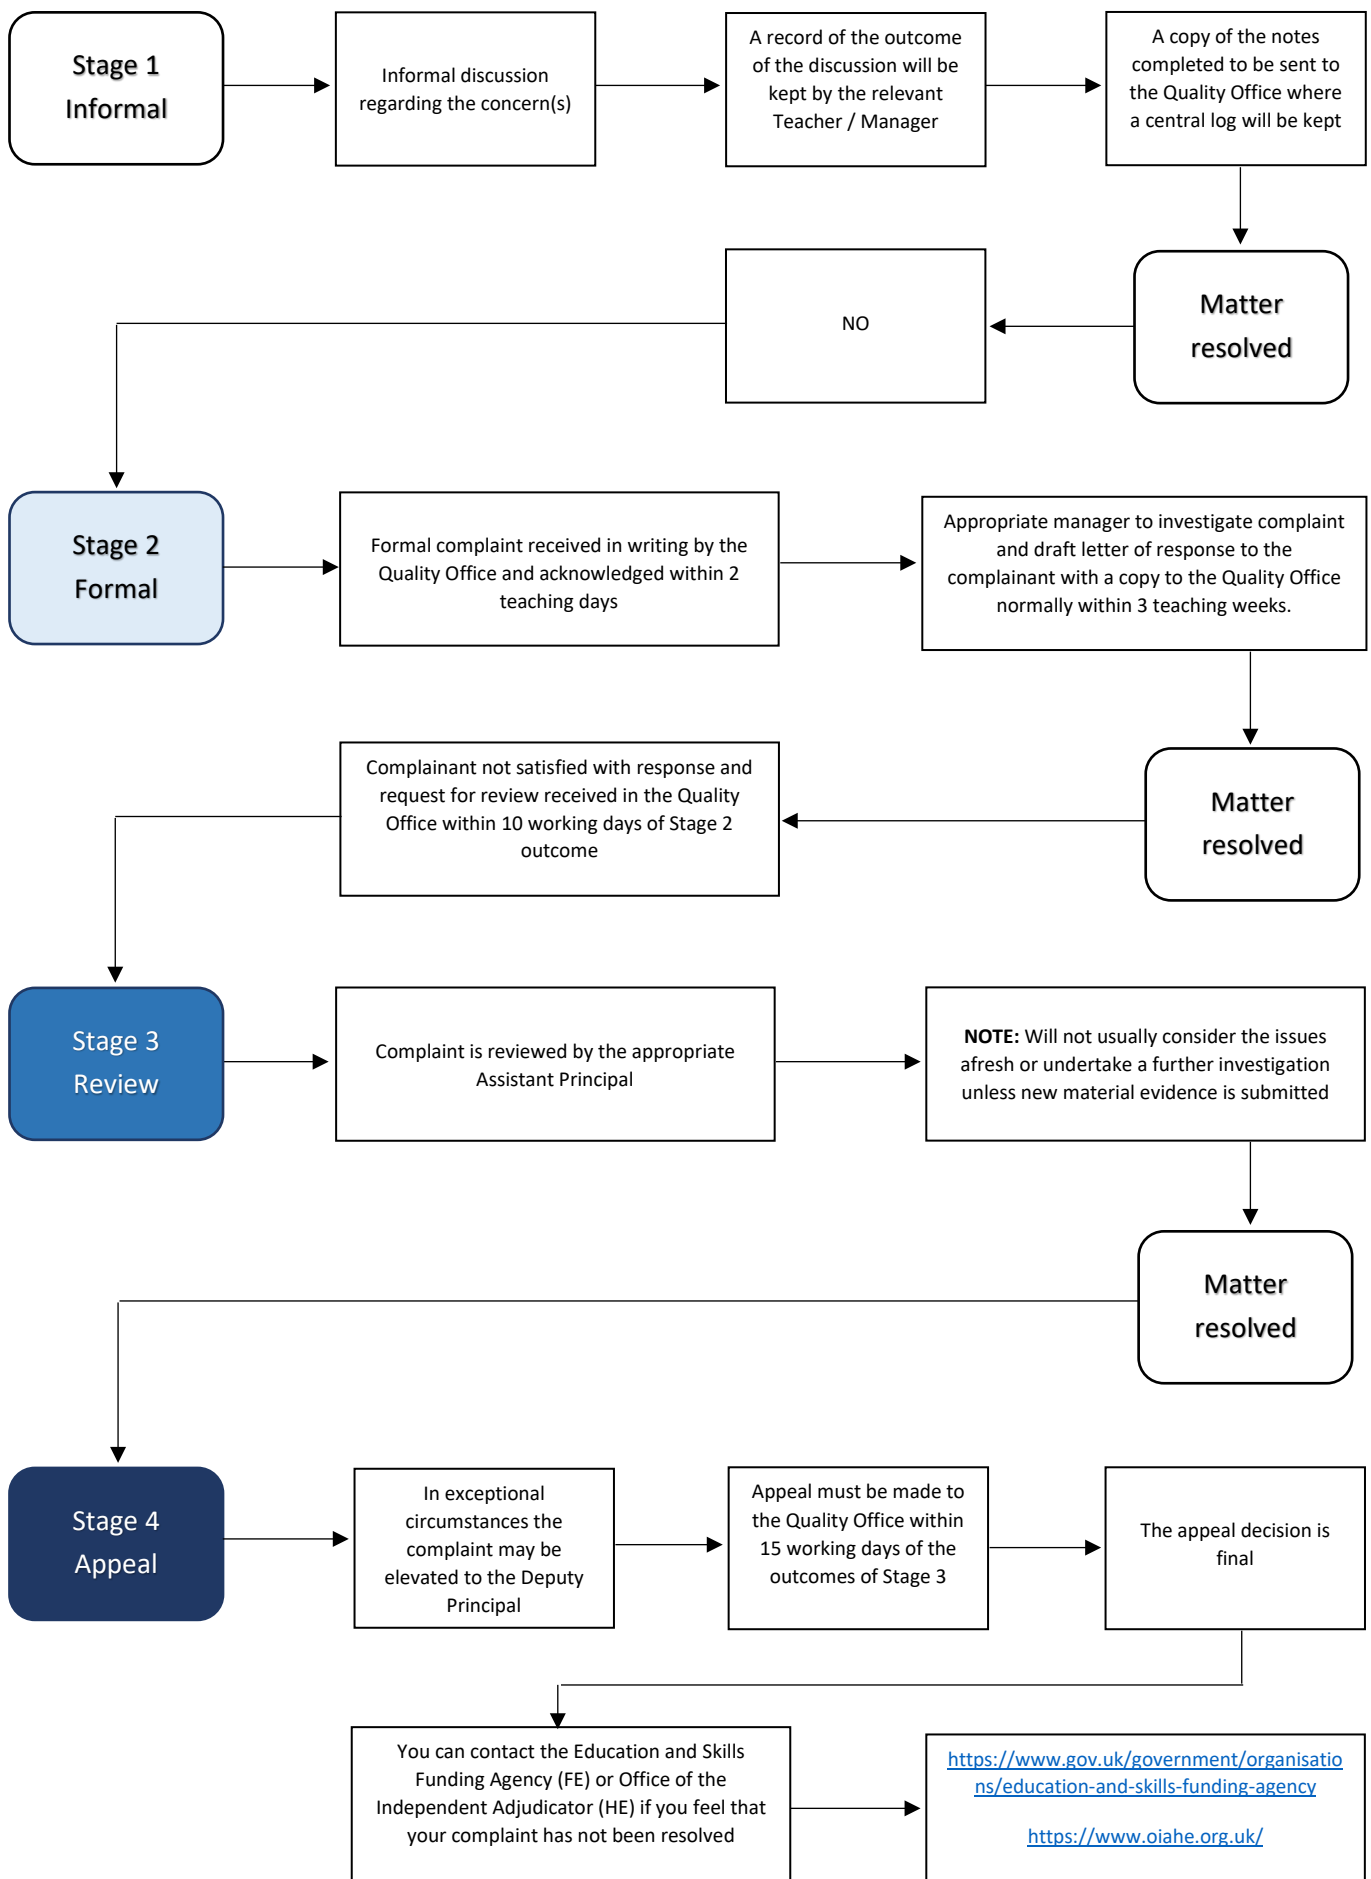 Stage 1
Informal
Informal discussion
regarding the concern(s)
A record of the outcome
of the discussion will be
kept by the relevant
Teacher / Manager
A copy of the notes
completed to be sent to
the Quality Office where
a central log will be kept
Matter
resolved
NO
Stage 2
Formal
Formal complaint received in writing by the
Quality Office and acknowledged within 2
teaching days
Appropriate manager to investigate complaint
and draft letter of response to the
complainant with a copy to the Quality Office
normally within 3 teaching weeks.
Matter
resolved
Complainant not satisfied with response and
request for review received in the Quality
Office within 10 working days of Stage 2
outcome
Stage 3
Review
Complaint is reviewed by the appropriate
Assistant Principal
NOTE: Will not usually consider the issues
afresh or undertake a further investigation
unless new material evidence is submitted
Matter
resolved
Stage 4
Appeal
In exceptional
circumstances the
complaint may be
elevated to the Deputy
Principal
Appeal must be made to
the Quality Office within
15 working days of the
outcomes of Stage 3
The appeal decision is
final
You can contact the Education and Skills
Funding Agency (FE) or Office of the
Independent Adjudicator (HE) if you feel that
your complaint has not been resolved
https://www.gov.uk/government/organisatio
ns/education-and-skills-funding-agency
https://www.oiahe.org.uk/